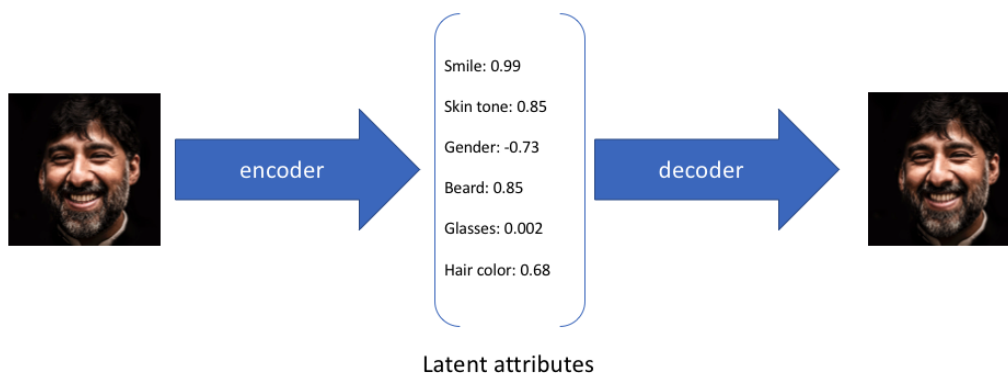 encoder
Smile: 0.99
Skin tone: 0.85
Gender: -0.73
Beard: 0.85
Glasses: 0.002
Hair color: 0.68
decoder
Latent attributes